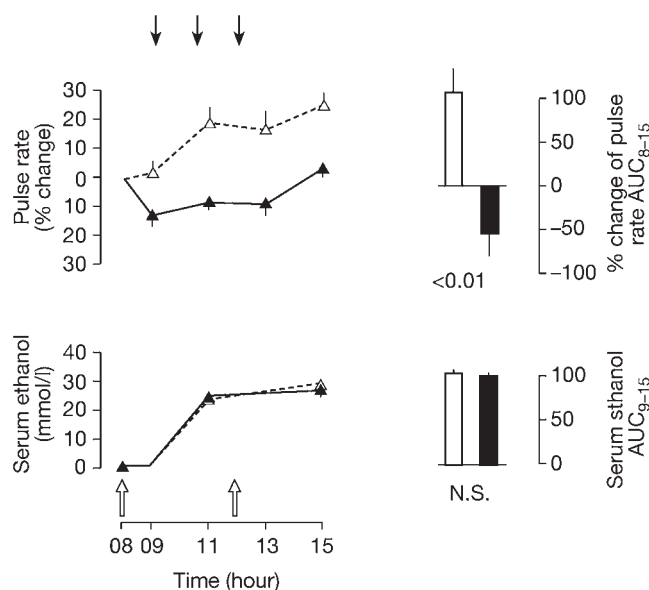 30
20
10
0
10
20
30
Pulse rate
(% change)
100
50
0
−50
−100
% change of pulse
rate AUC8–15
<0.01
40
30
20
10
0
Serum ethanol
(mmol/l)
100
50
0
Serum sthanol
AUC9–15
N.S.
08 09 11 13 15
Time (hour)